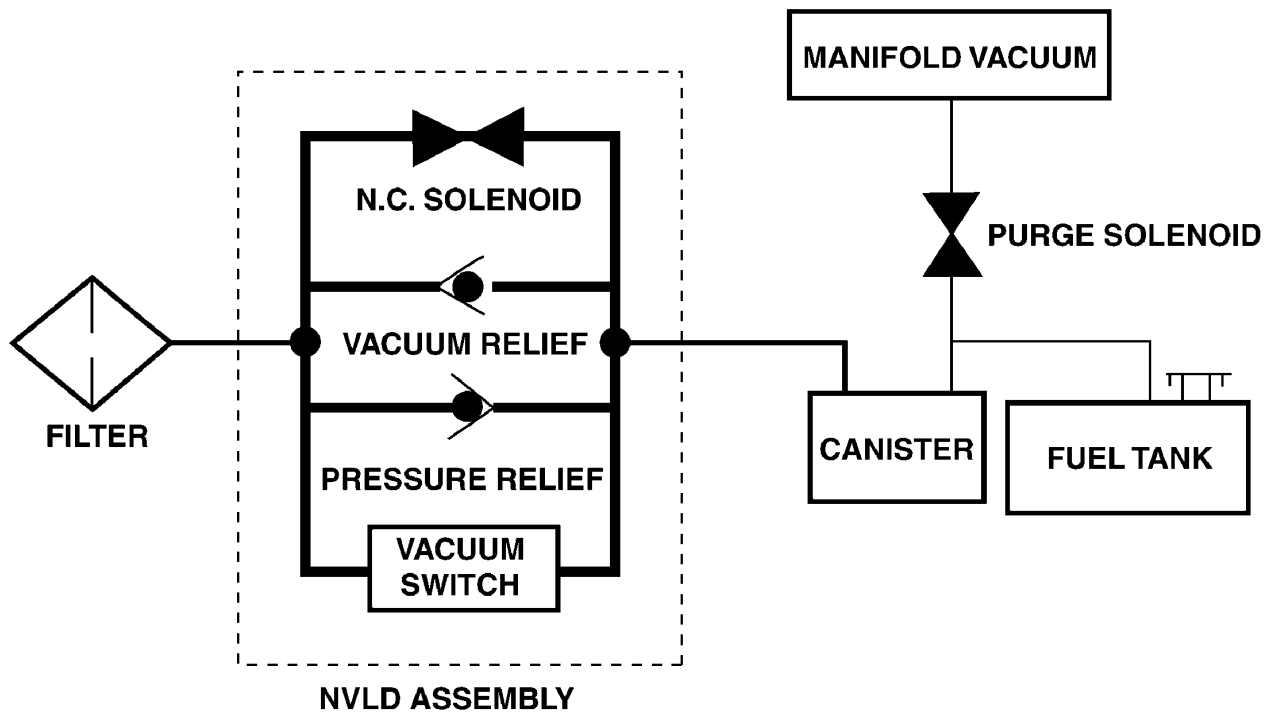 MANIFOLD VACUUM
N.C. SOLENOID
PURGE SOLENOID
VACUUM RELIEF
FILTER
CANISTER
FUEL TANK
PRESSURE RELIEF
VACUUM
SWITCH
NVLD ASSEMBLY